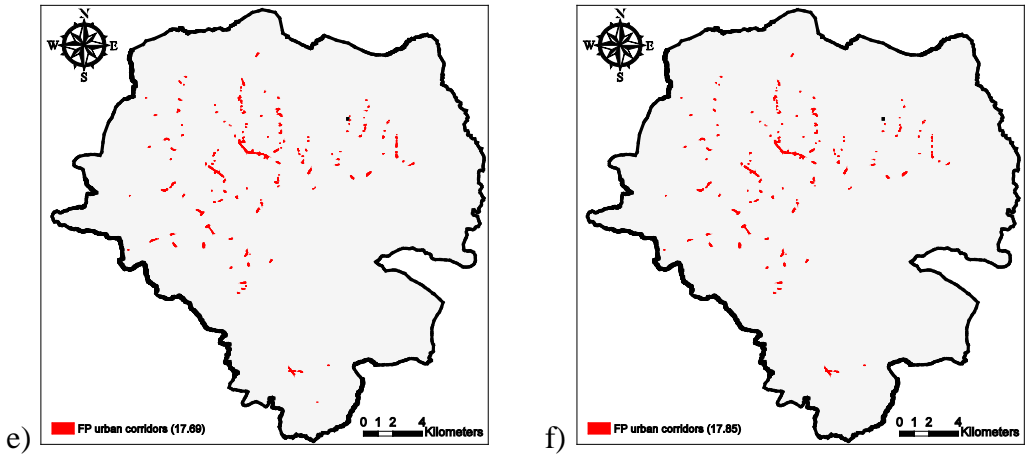 N
W E
S
FP urban corridors (17.69)
0 1 2 4
Kilometers
e)
N
W E
S
FP urban corridors (17.85)
0 1 2 4
Kilometers
f)